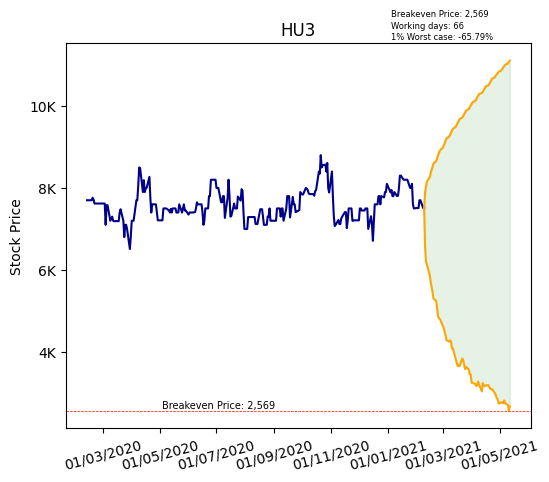 Breakeven Price: 2,569
Working days: 66
1% Worst case: -65.79%
HU3
Stock Price
10K
8K
6K
4K
Breakeven Price: 2,569
01/03/2020
01/05/2020
01/07/2020
01/09/2020
01/11/2020
01/01/2021
01/03/2021
01/05/2021